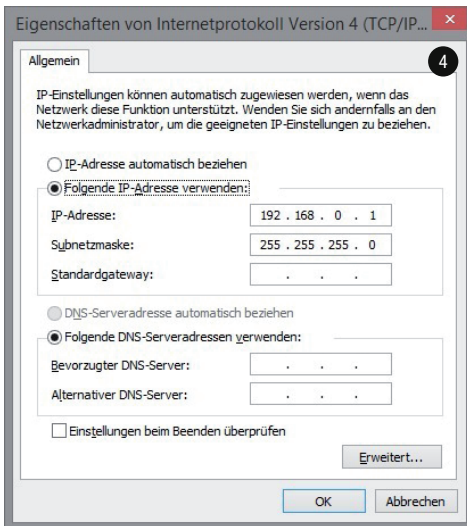 Eigenschaften von Internetprotokoll Version 4 (TCP/IP...
4
Allgemein
IP-Einstellungen können automatisch zugewiesen werden, wenn das
Netzwerk diese Funktion unterstützt. Wenden Sie sich andernfalls an den
Netzwerkadministrator, um die geeigneten IP-Einstellungen zu beziehen.
IP-Adresse automatisch beziehen
Folgende IP-Adresse verwenden:
IP-Adresse: 192 . 168 . 0 . 1
Subnetzmaske: 255 . 255 . 255 . 0
Standardgateway: . . .
DNS-Serveradresse automatisch beziehen
Folgende DNS-Serveradressen verwenden:
Bevorzugter DNS-Server: . . .
Alternativer DNS-Server: . . .
Einstellungen beim Beenden überprüfen
Erweitert...
OK Abbrechen